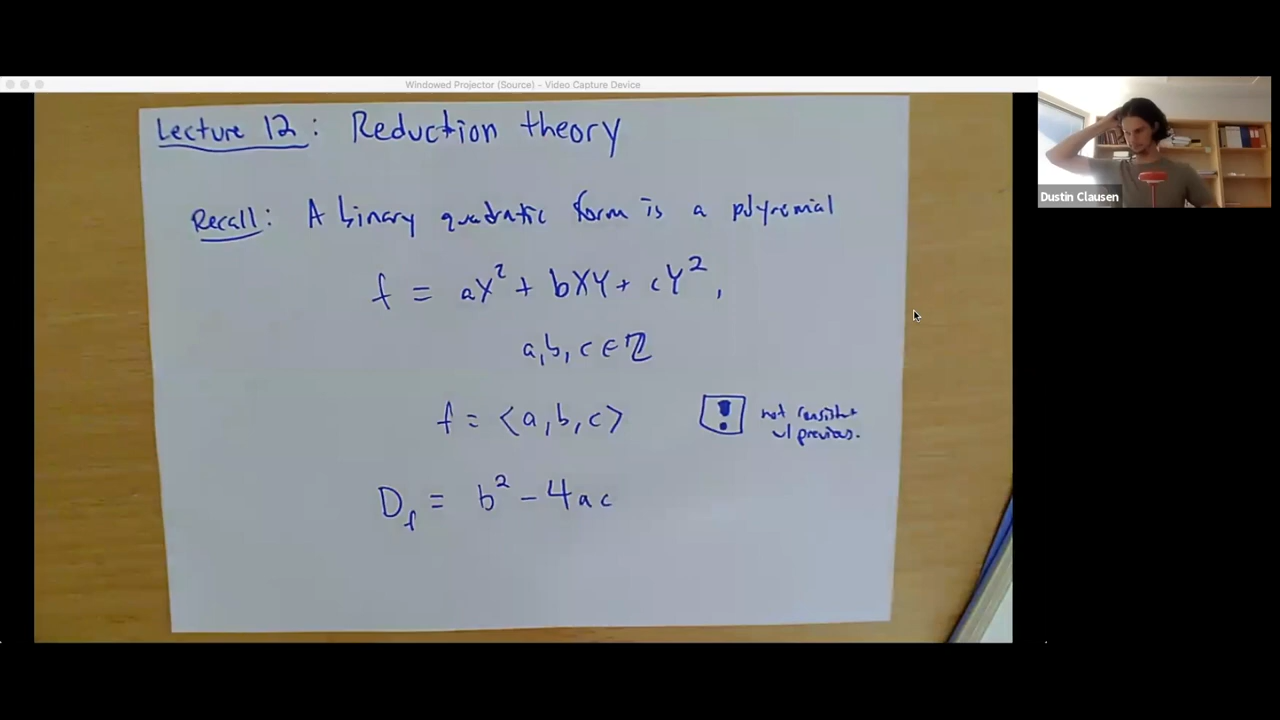 Windowed Projector (Source) - Video Capture Device
Lecture 12: Reduction theory
Recall: A binary quadratic form is a polynomial
f = aX² + bXY + cY²,
a,b,c ∈ ℤ
f = ⟨a,b,c⟩
! not consistent
w/ previous.
D_f = b² - 4ac
Dustin Clausen